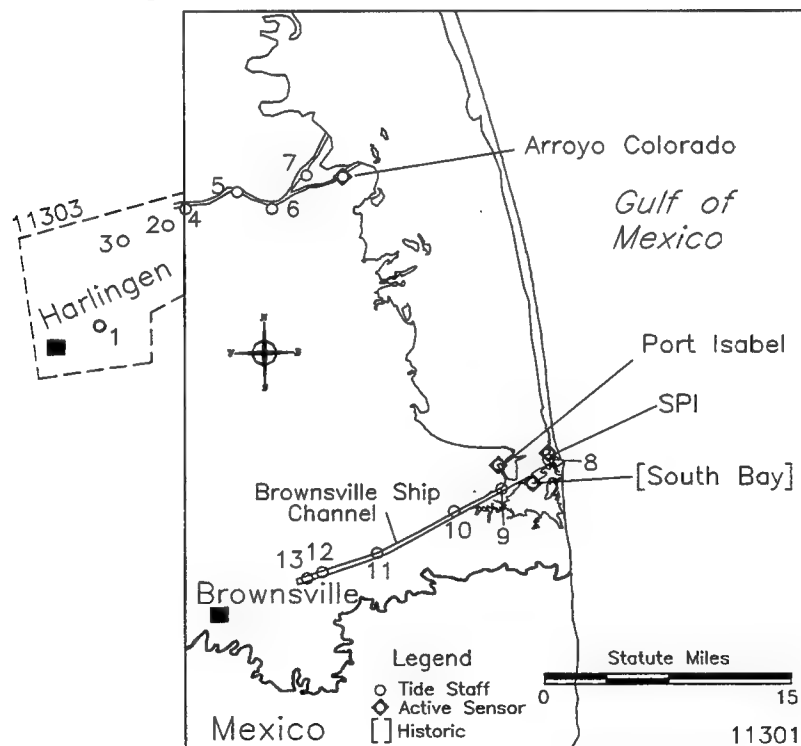 7
Arroyo Colorado
5
11303
4
6
2
3
Gulf of
Mexico
Harlingen
1
N
W
E
S
Port Isabel
SPI
8
[South Bay]
Brownsville Ship
Channel
10
9
13
12
11
Brownsville
Legend
Tide Staff
Active Sensor
[ ] Historic
Statute Miles
0
15
Mexico
11301